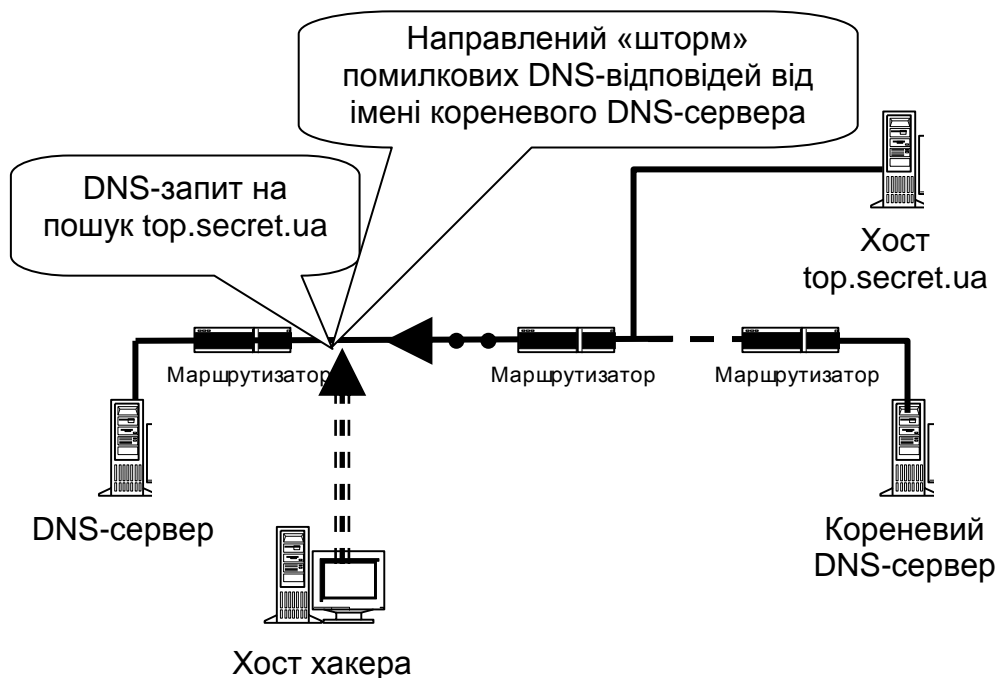 Направлений «шторм»
помилкових DNS-відповідей від
імені кореневого DNS-сервера
DNS-запит на
пошук top.secret.ua
Хост
top.secret.ua
Маршрутизатор
Маршрутизатор
Маршрутизатор
DNS-сервер
Кореневий
DNS-сервер
Хост хакера